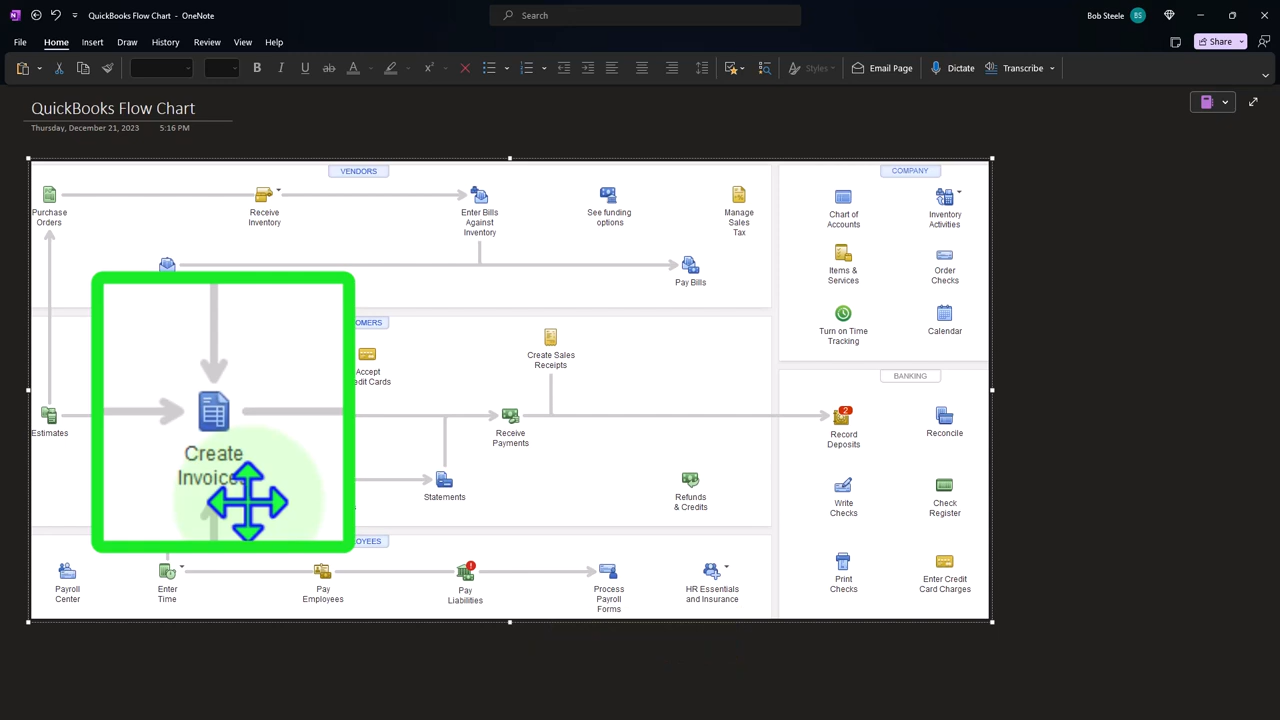 QuickBooks Flow Chart - OneNote
Search
Bob Steele
BS
File
Home
Insert
Draw
History
Review
View
Help
Share
Styles
Email Page
Dictate
Transcribe
QuickBooks Flow Chart
Thursday, December 21, 2023
5:16 PM
VENDORS
Purchase
Orders
Receive
Inventory
Enter Bills
Against
Inventory
See funding
options
Manage
Sales
Tax
Pay Bills
COMPANY
Chart of
Accounts
Inventory
Activities
Items &
Services
Order
Checks
Turn on Time
Tracking
Calendar
OMERS
Accept
edit Cards
Create Sales
Receipts
Estimates
Create
Invoices
Receive
Payments
Statements
Refunds
& Credits
BANKING
2
Record
Deposits
Reconcile
Write
Checks
Check
Register
Print
Checks
Enter Credit
Card Charges
OYEES
Payroll
Center
Enter
Time
Pay
Employees
Pay
Liabilities
Process
Payroll
Forms
HR Essentials
and Insurance